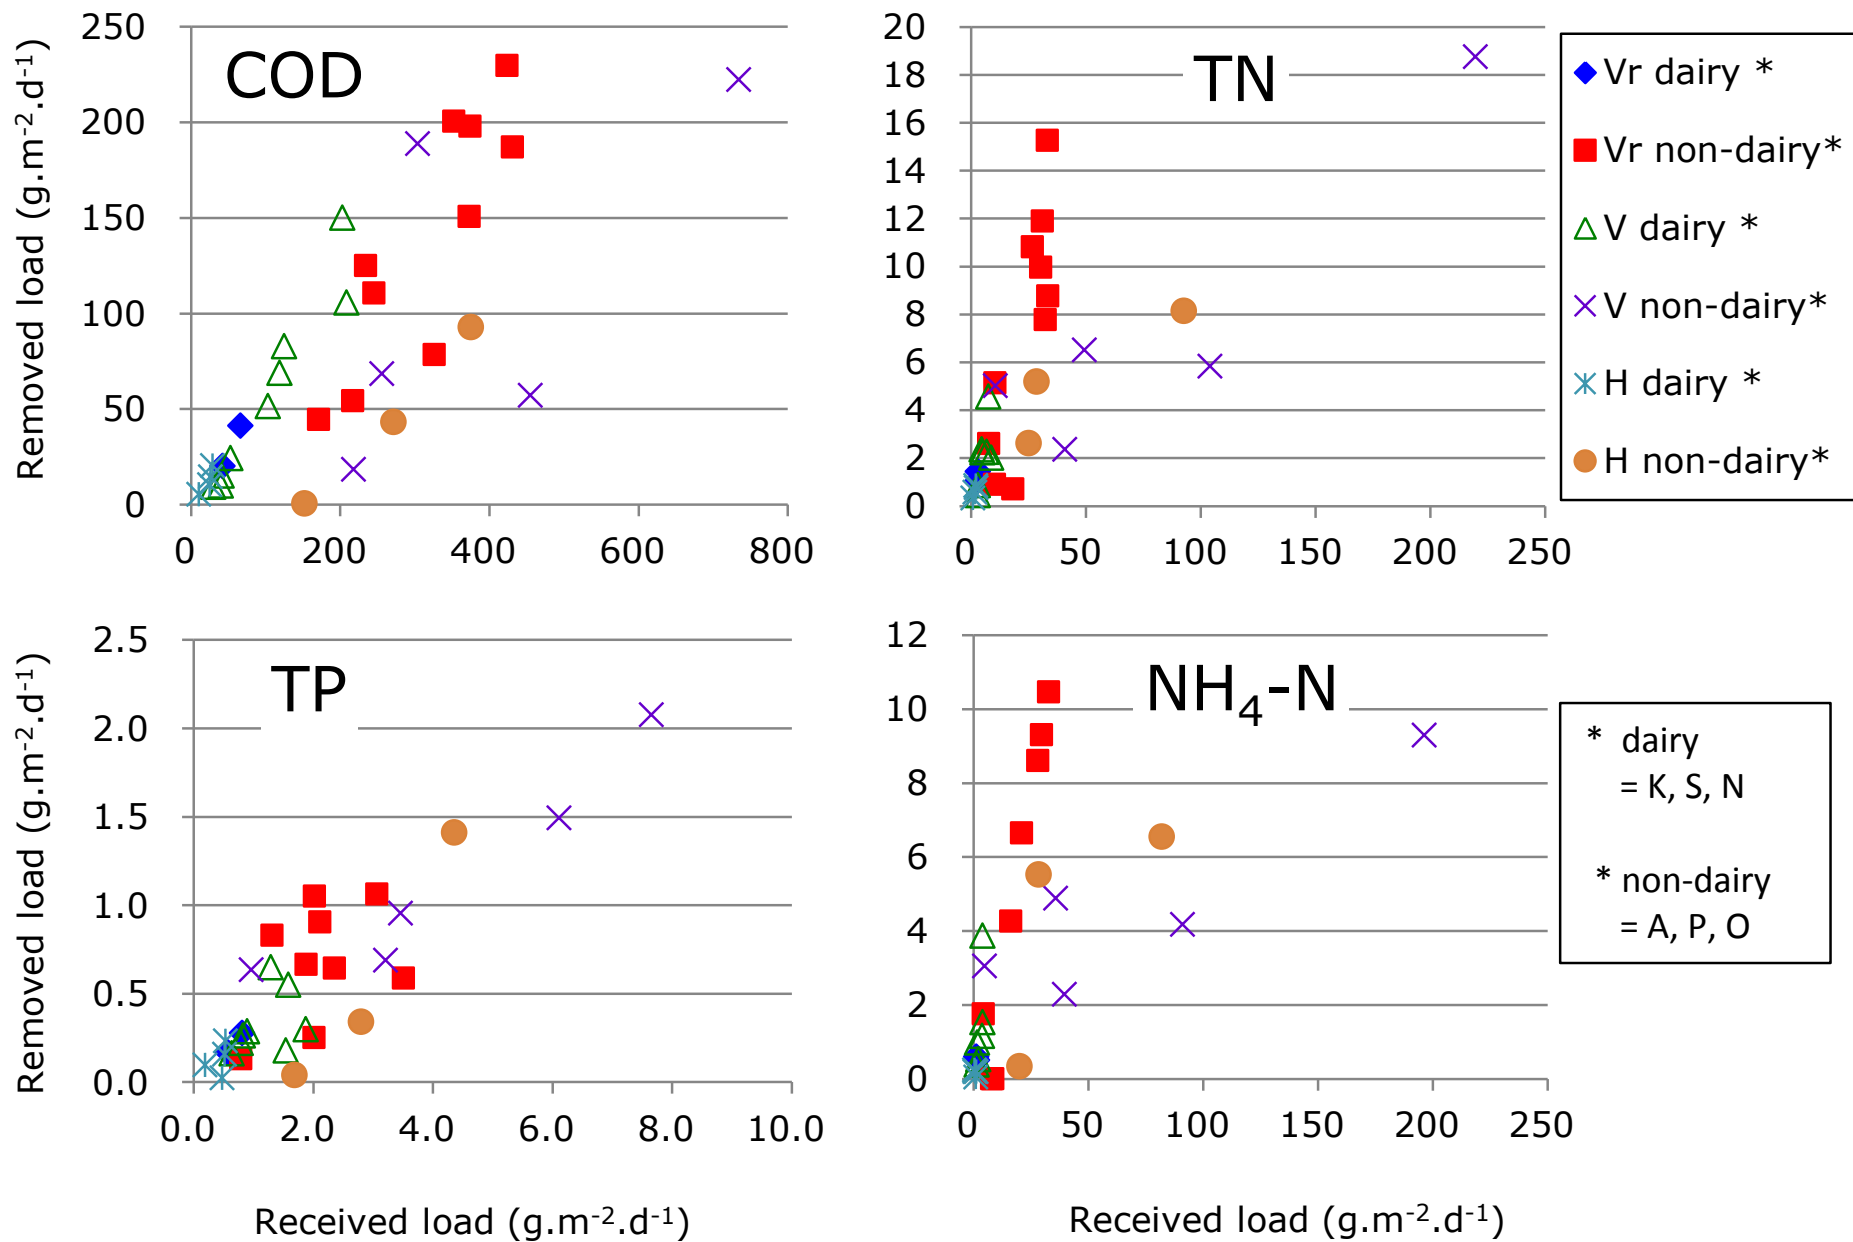 COD
Removed load (g.m⁻².d⁻¹)
250
200
150
100
50
0
0 200 400 600 800
TN
20
18
16
14
12
10
8
6
4
2
0
0 50 100 150 200 250
Vr dairy *
Vr non-dairy*
V dairy *
V non-dairy*
H dairy *
H non-dairy*
TP
Removed load (g.m⁻².d⁻¹)
2.5
2.0
1.5
1.0
0.5
0.0
0.0 2.0 4.0 6.0 8.0 10.0
Received load (g.m⁻².d⁻¹)
NH₄-N
12
10
8
6
4
2
0
0 50 100 150 200 250
Received load (g.m⁻².d⁻¹)
* dairy
= K, S, N
* non-dairy
= A, P, O